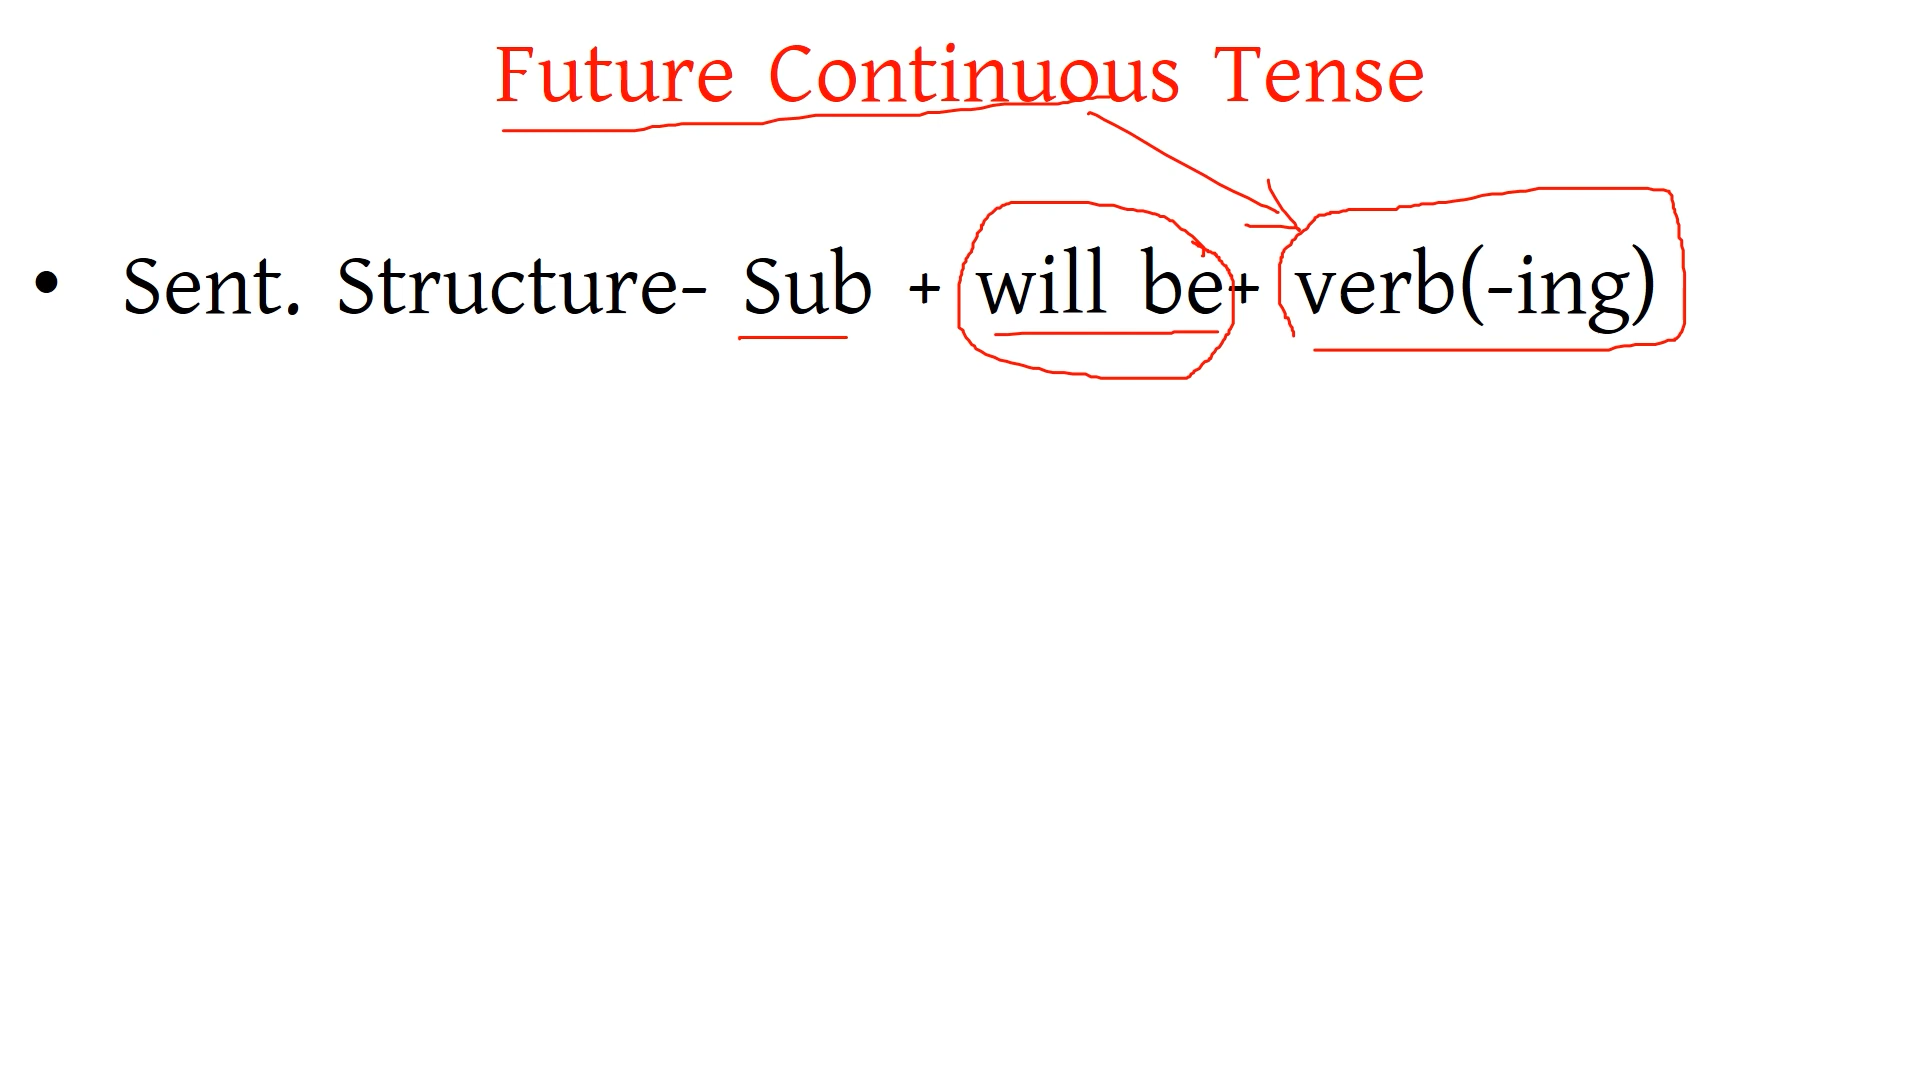 Future Continuous Tense
• Sent. Structure- Sub + will be+ verb(-ing)